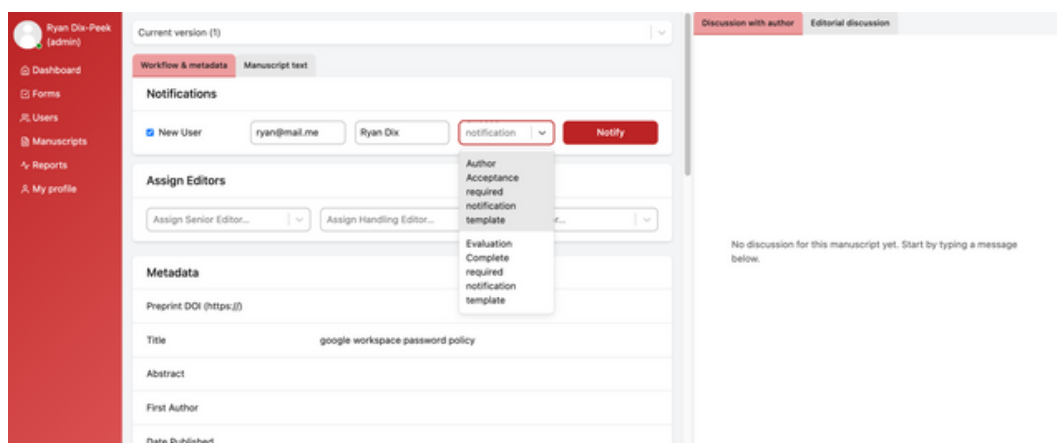 Ryan Dix-Peek
(admin)
Dashboard
Forms
Users
Manuscripts
Reports
My profile
Current version (1)
Workflow & metadata
Manuscript text
Notifications
New User
ryan@mail.me
Ryan Dix
notification
Notify
Author
Acceptance
required
notification
template
Evaluation
Complete
required
notification
template
Assign Editors
Assign Senior Editor...
Assign Handling Editor...
Metadata
Preprint DOI (https://)
Title
google workspace password policy
Abstract
First Author
Date Published
Discussion with author
Editorial discussion
No discussion for this manuscript yet. Start by typing a message
below.